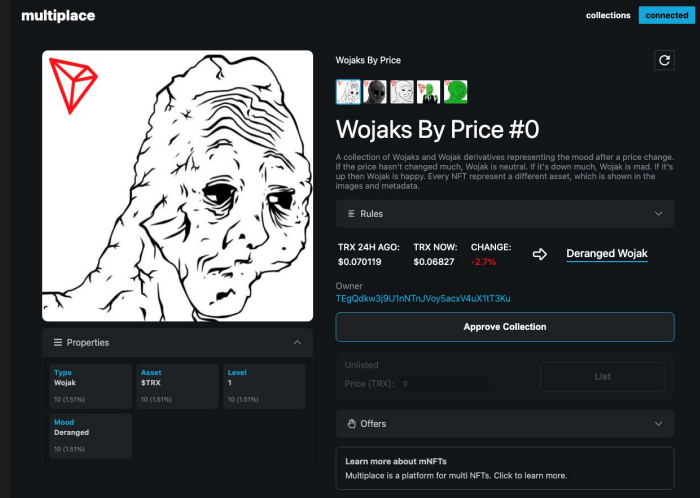 multiplace
collections
connected
Wojaks By Price
Wojaks By Price #0
A collection of Wojaks and Wojak derivatives representing the mood after a price change.
If the price hasn't changed much, Wojak is neutral. If it's down much, Wojak is mad. If it's
up then Wojak is happy. Every NFT represent a different asset, which is shown in the
images and metadata.
Rules
TRX 24H AGO: TRX NOW: CHANGE:
$0.070119 $0.06827 -2.7%
Deranged Wojak
Owner
TEgQdkw3j9U1nNTnJVoy5acxV4uX1tT3Ku
Approve Collection
Unlisted
Price (TRX): 0
List
Offers
Learn more about mNFTs
Multiplace is a platform for multi NFTs. Click to learn more.
Properties
Type Asset Level
Wojak $TRX 1
10 (1.51%) 10 (1.51%) 10 (1.51%)
Mood
Deranged
10 (1.51%)